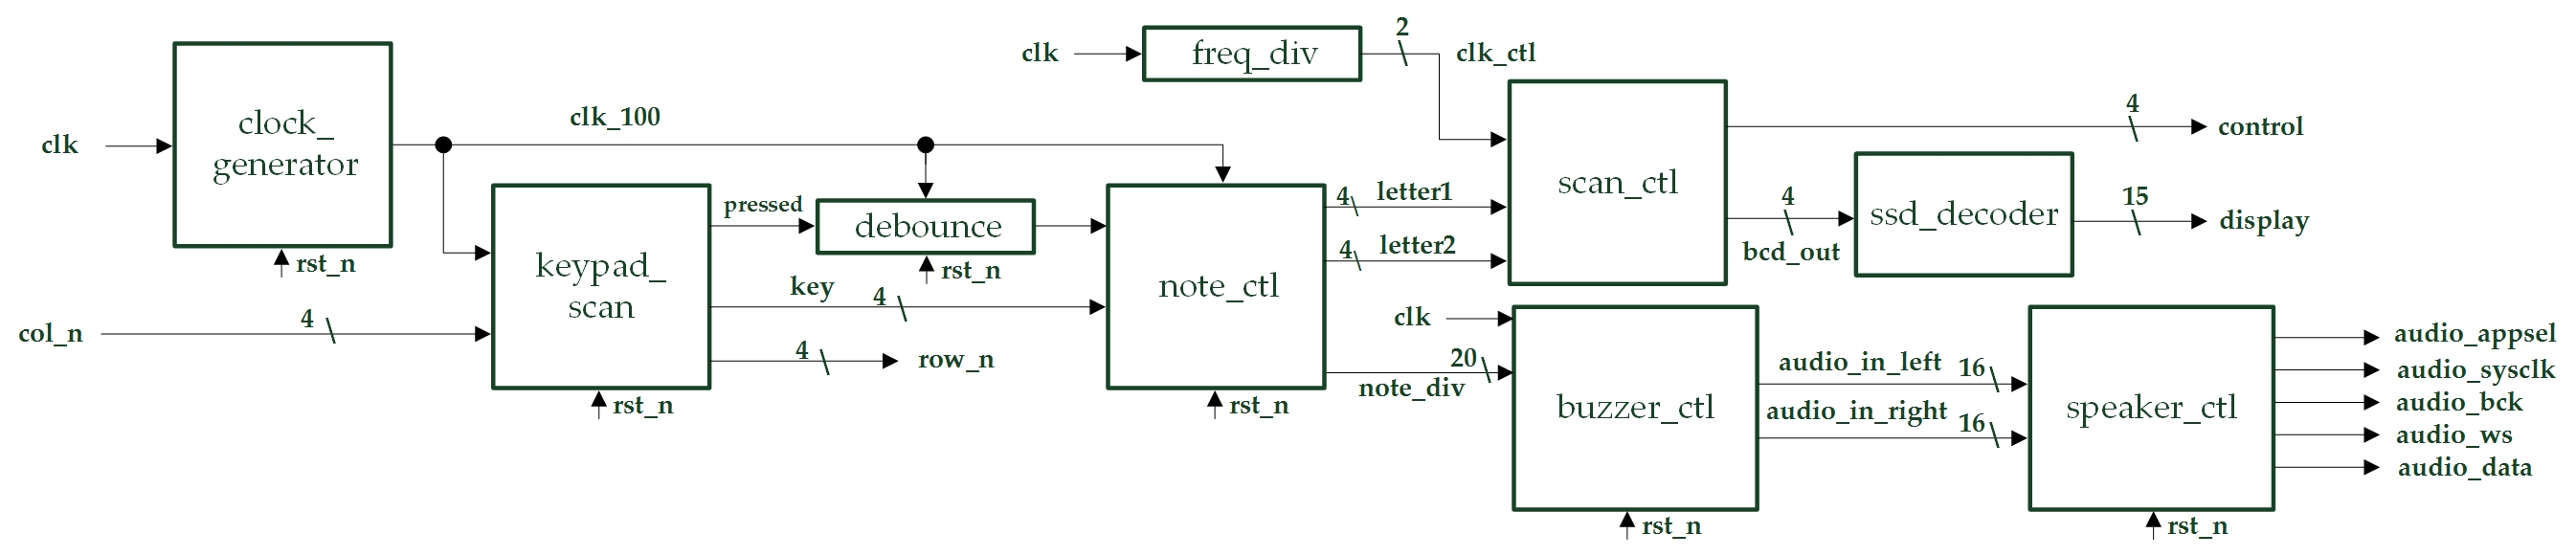 clk
clock_
generator
rst_n
col_n
4
clk_100
keypad_
scan
rst_n
pressed
key
4
4
row_n
debounce
rst_n
note_ctl
rst_n
clk
freq_div
2
clk_ctl
4
letter1
4
letter2
scan_ctl
4
control
4
bcd_out
ssd_decoder
15
display
clk
20
note_div
buzzer_ctl
rst_n
audio_in_left
16
audio_in_right
16
speaker_ctl
rst_n
audio_appsel
audio_sysclk
audio_bck
audio_ws
audio_data